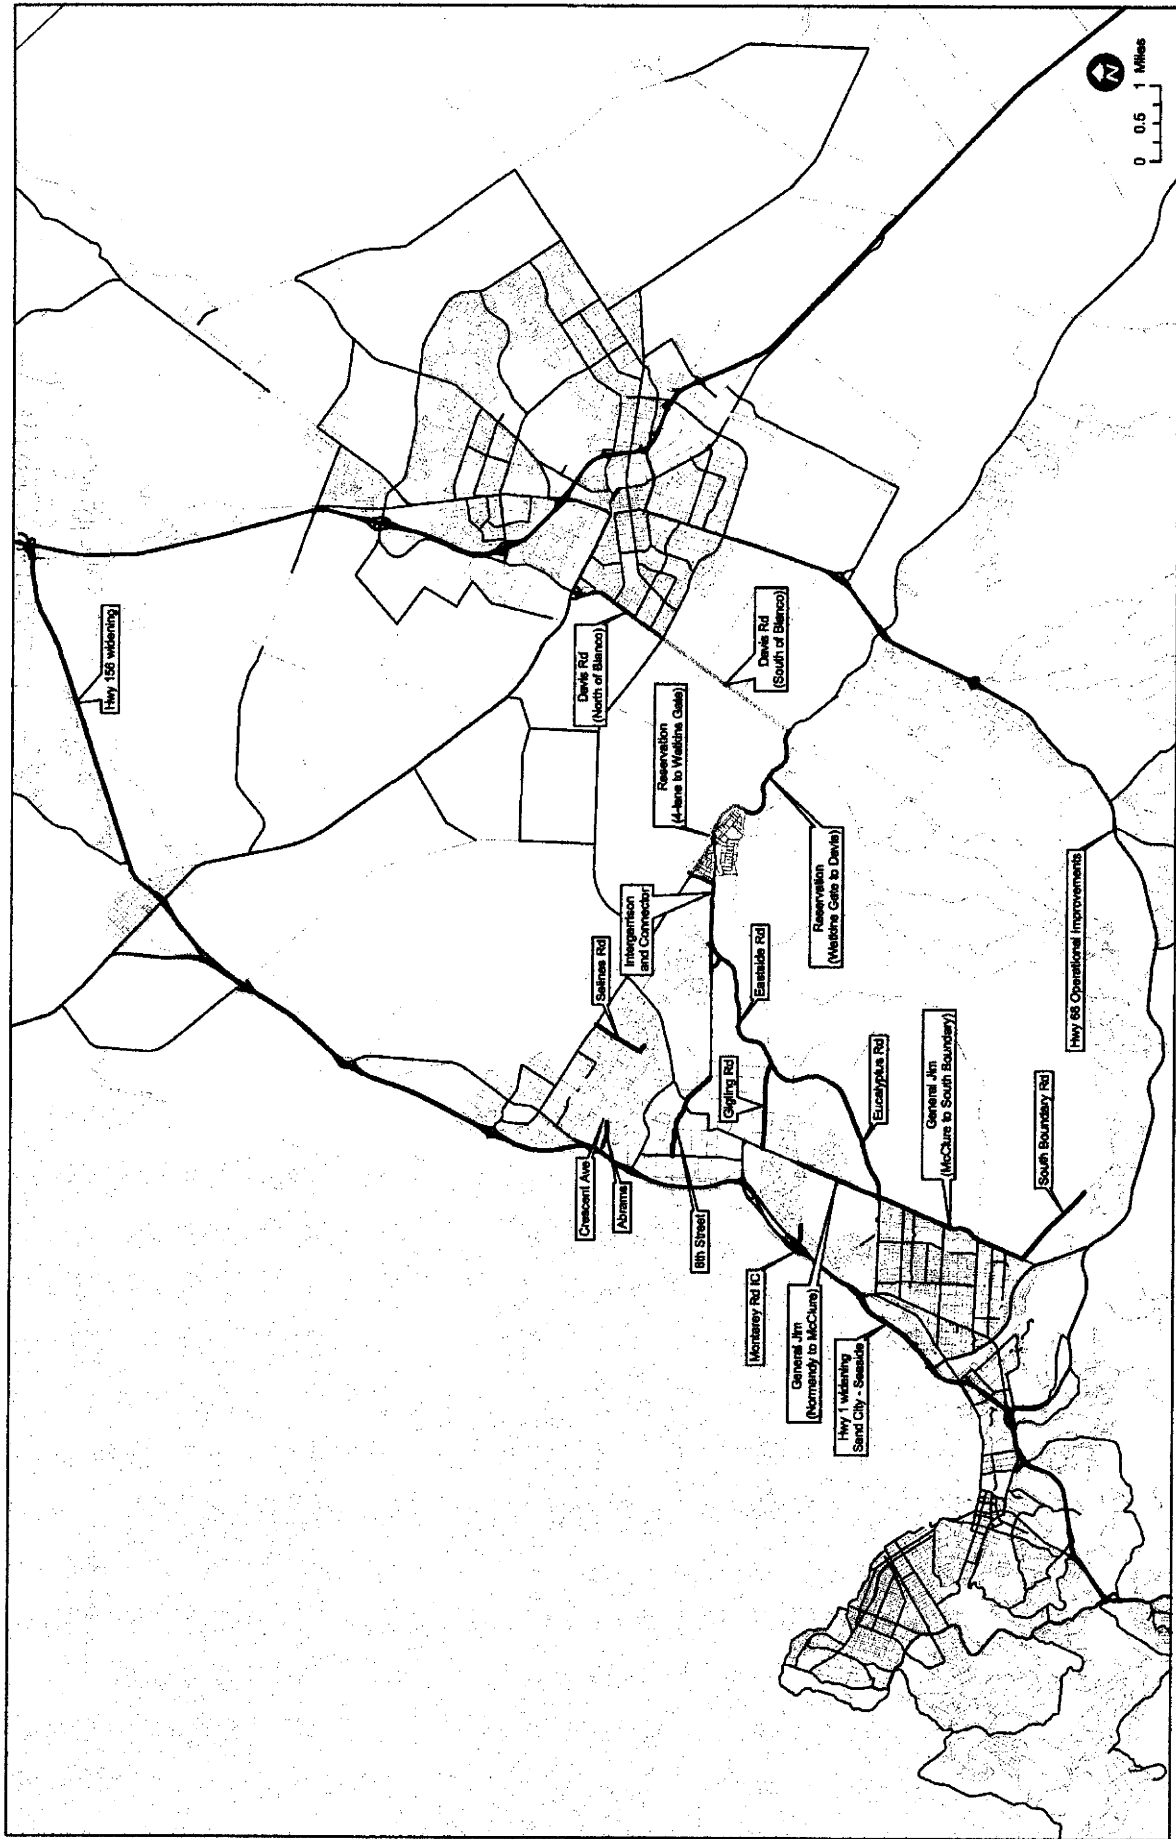 Hwy 156 widening
Crescent Ave
Davis Rd
(North of Blanco)
Salinas Rd
Abrams
Intergarrison
and Connector
Reservation
(4-lane to Watkins Gate)
8th Street
Gigling Rd
Monterey Rd IC
Eastside Rd
Davis Rd
(South of Blanco)
General Jim
(Normandy to McClure)
Reservation
(Watkins Gate to Davis)
Hwy 1 widening
Sand City - Seaside
Eucalyptus Rd
General Jim
(McClure to South Boundary)
South Boundary Rd
Hwy 68 Operational Improvements
N
0 0.5 1 Miles